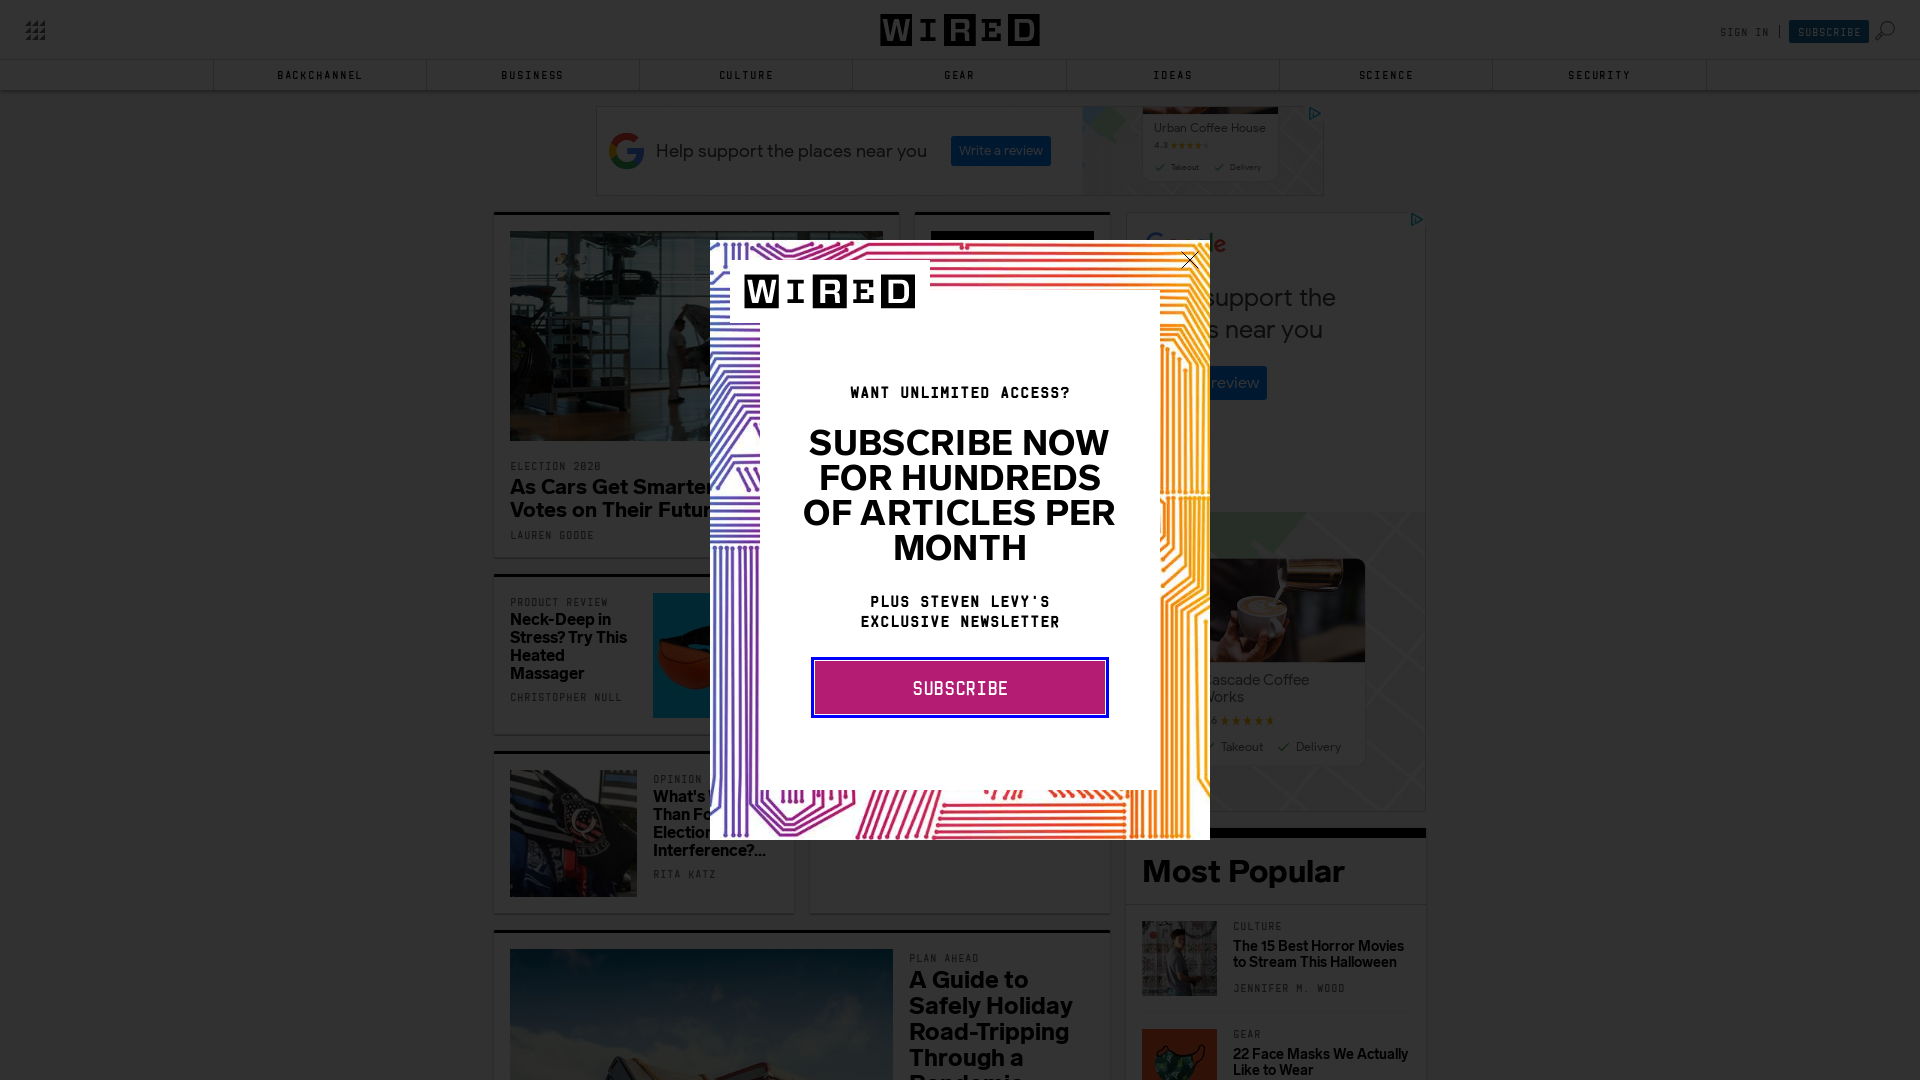 WIRED
SIGN IN
SUBSCRIBE
BACKCHANNEL
BUSINESS
CULTURE
GEAR
IDEAS
SCIENCE
SECURITY
Help support the places near you
Write a review
Urban Coffee House
4.3
Takeout
Delivery
ELECTION 2020
As Cars Get Smarter
Votes on Their Futur
LAUREN GOODE
PRODUCT REVIEW
Neck-Deep in
Stress? Try This
Heated
Massager
CHRISTOPHER NULL
OPINION
What's
Than Fo
Election
Interference?...
RITA KATZ
WIRED
WANT UNLIMITED ACCESS?
SUBSCRIBE NOW
FOR HUNDREDS
OF ARTICLES PER
MONTH
PLUS STEVEN LEVY'S
EXCLUSIVE NEWSLETTER
SUBSCRIBE
support the
s near you
review
Cascade Coffee
Works
Takeout
Delivery
PLAN AHEAD
A Guide to
Safely Holiday
Road-Tripping
Through a
Pandemic
Most Popular
CULTURE
The 15 Best Horror Movies
to Stream This Halloween
JENNIFER M. WOOD
GEAR
22 Face Masks We Actually
Like to Wear